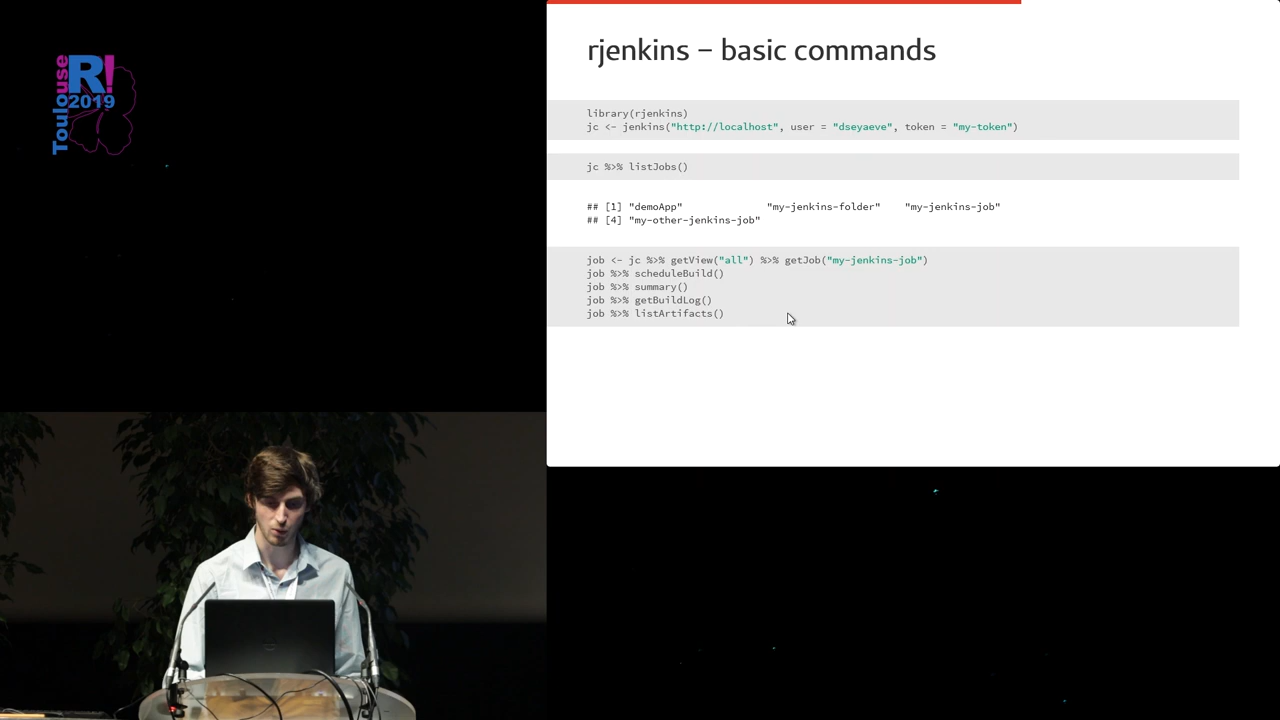 Toulouse
R!
2019
rjenkins – basic commands
library(rjenkins)
jc <- jenkins("http://localhost", user = "dseyaeve", token = "my-token")
jc %>% listJobs()
## [1] "demoApp"              "my-jenkins-folder"    "my-jenkins-job"
## [4] "my-other-jenkins-job"
job <- jc %>% getView("all") %>% getJob("my-jenkins-job")
job %>% scheduleBuild()
job %>% summary()
job %>% getBuildLog()
job %>% listArtifacts()